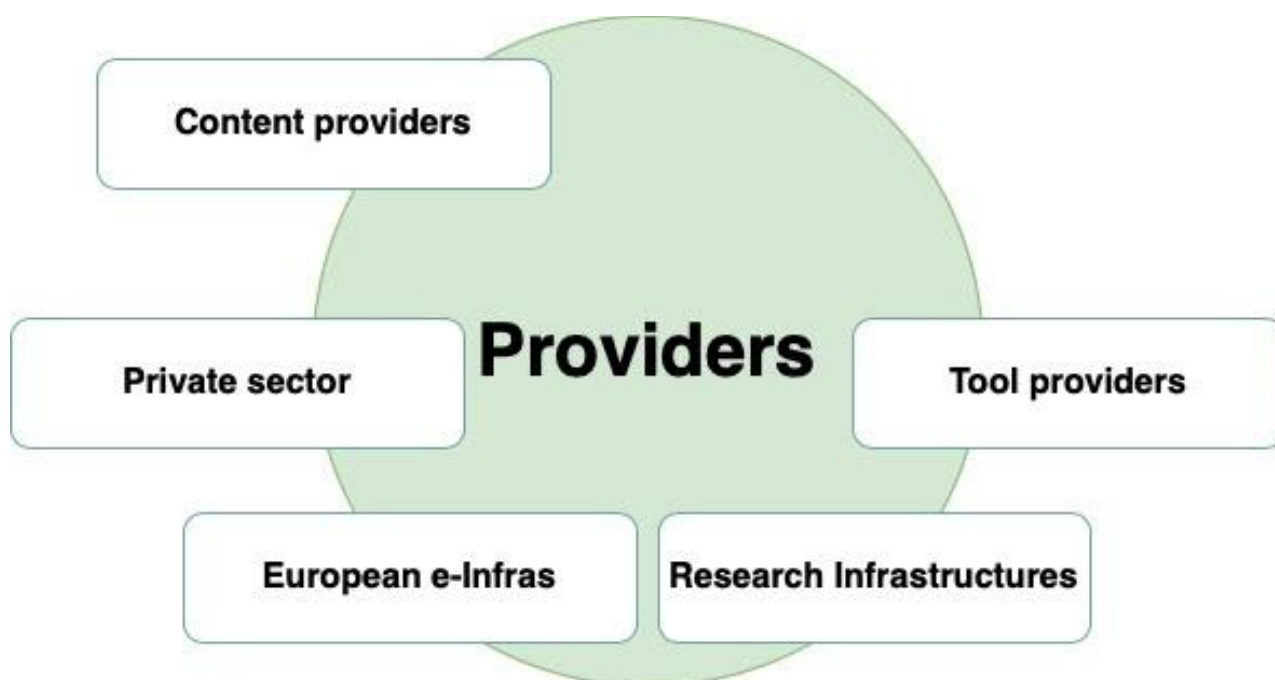 Content providers
Providers
Private sector
Tool providers
European e-Infras
Research Infrastructures